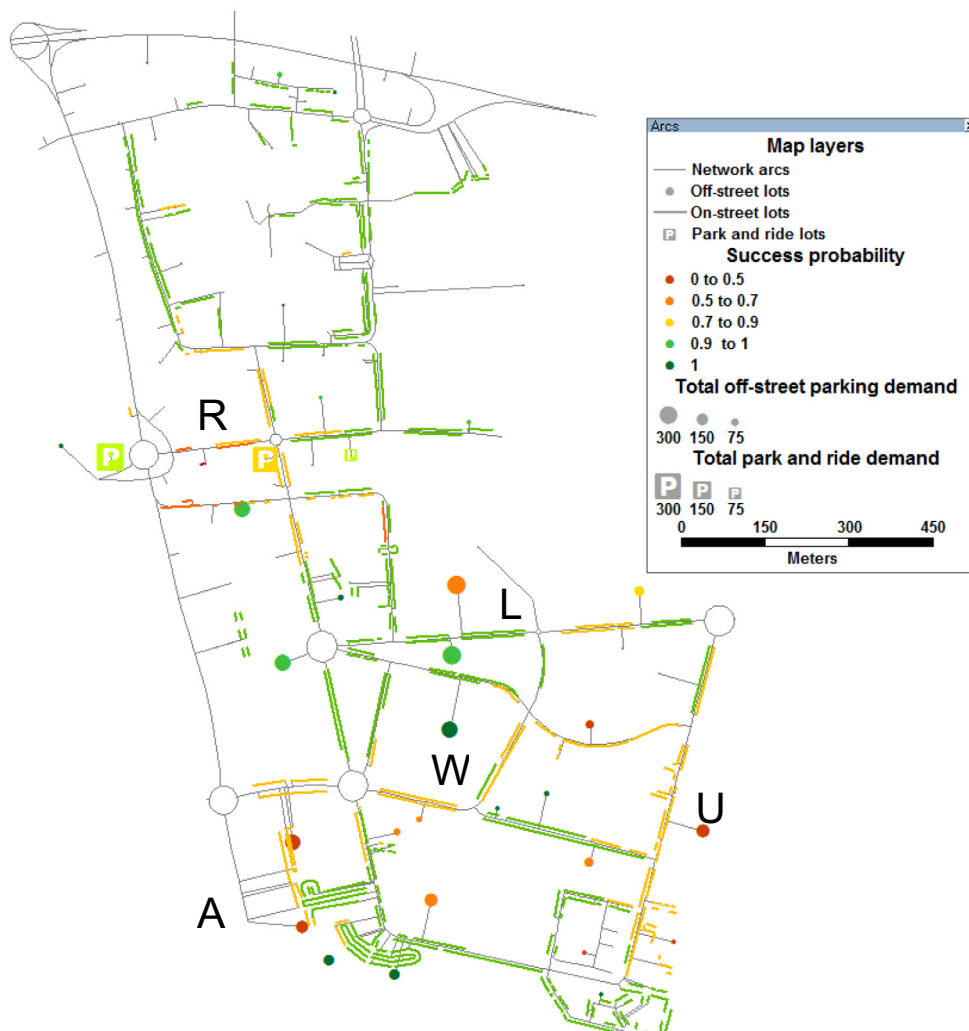 Arcs
Map layers
Network arcs
Off-street lots
On-street lots
P Park and ride lots
Success probability
0 to 0.5
0.5 to 0.7
0.7 to 0.9
0.9 to 1
1
Total off-street parking demand
300 150 75
Total park and ride demand
P P P
300 150 75
0 150 300 450
Meters
R
P P P
L
W
U
A